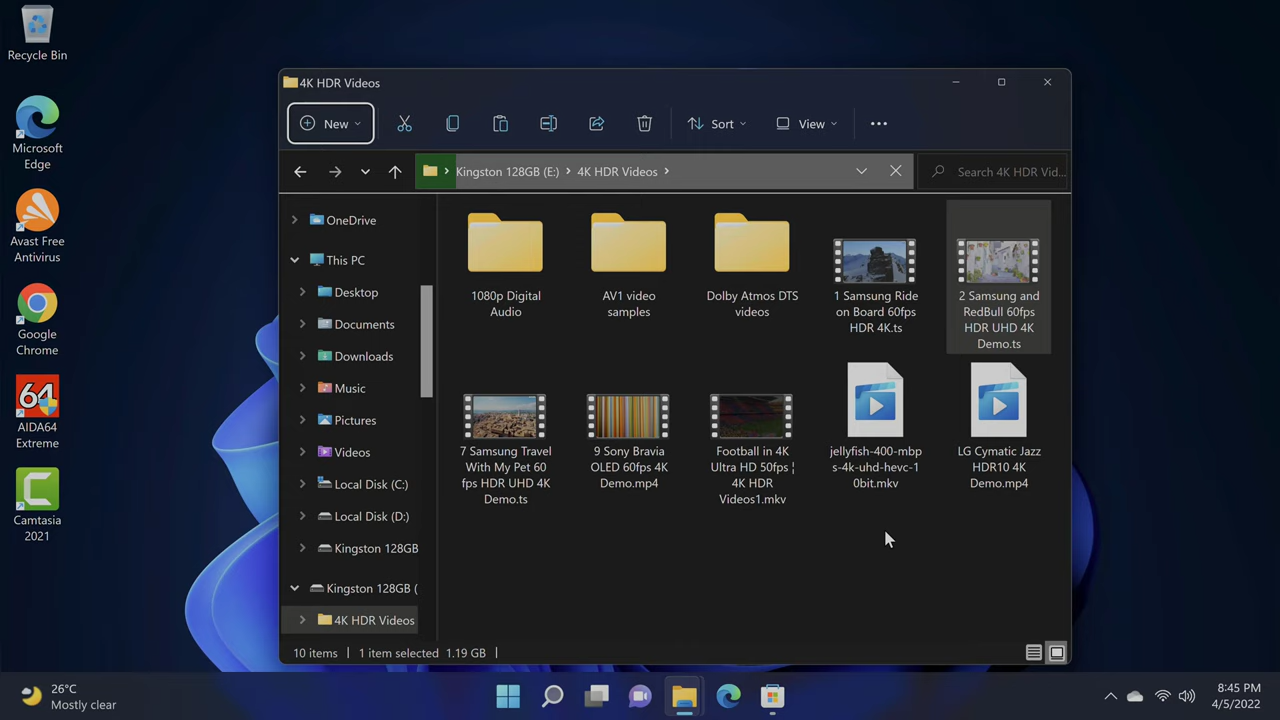 Recycle Bin
Microsoft
Edge
Avast Free
Antivirus
Google
Chrome
64
AIDA64
Extreme
Camtasia
2021
4K HDR Videos
New
Sort
View
Kingston 128GB (E:)
4K HDR Videos
Search 4K HDR Vid...
OneDrive
This PC
Desktop
Documents
Downloads
Music
Pictures
Videos
Local Disk (C:)
Local Disk (D:)
Kingston 128GB
Kingston 128GB (
4K HDR Videos
1080p Digital
Audio
AV1 video
samples
Dolby Atmos DTS
videos
1 Samsung Ride
on Board 60fps
HDR 4K.ts
2 Samsung and
RedBull 60fps
HDR UHD 4K
Demo.ts
7 Samsung Travel
With My Pet 60
fps HDR UHD 4K
Demo.ts
9 Sony Bravia
OLED 60fps 4K
Demo.mp4
Football in 4K
Ultra HD 50fps ¦
4K HDR
Videos1.mkv
jellyfish-400-mbp
s-4k-uhd-hevc-1
0bit.mkv
LG Cymatic Jazz
HDR10 4K
Demo.mp4
10 items
1 item selected 1.19 GB
26°C
Mostly clear
8:45 PM
4/5/2022